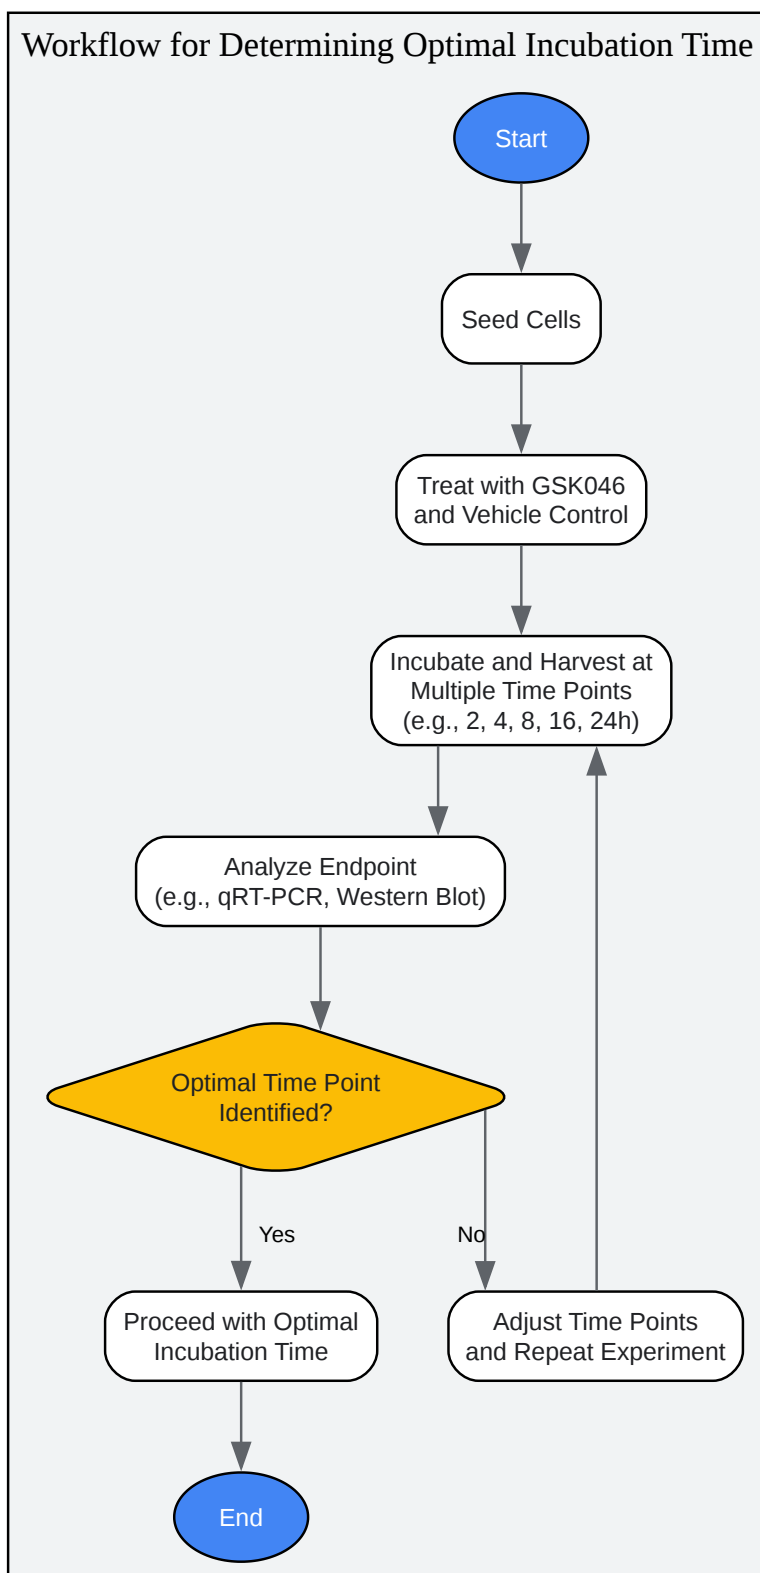 Workflow for Determining Optimal Incubation Time
Start
Seed Cells
Treat with GSK046
and Vehicle Control
Incubate and Harvest at
Multiple Time Points
(e.g., 2, 4, 8, 16, 24h)
Analyze Endpoint
(e.g., qRT-PCR, Western Blot)
Optimal Time Point
Identified?
Yes
No
Proceed with Optimal
Incubation Time
Adjust Time Points
and Repeat Experiment
End